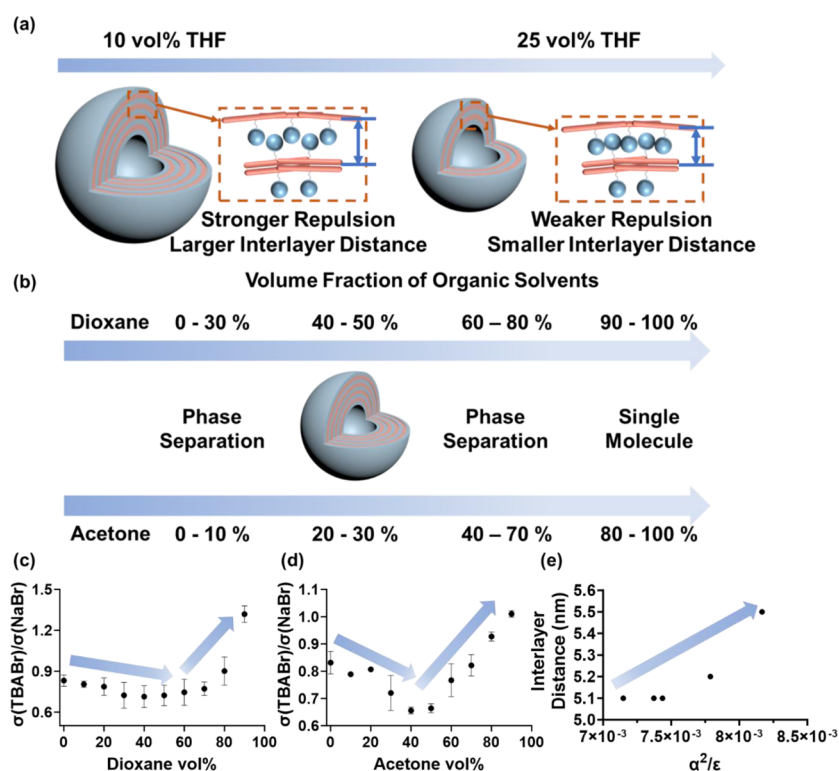 (a)
10 vol% THF 25 vol% THF
Stronger Repulsion Weaker Repulsion
Larger Interlayer Distance Smaller Interlayer Distance
(b) Volume Fraction of Organic Solvents
Dioxane 0 - 30 % 40 - 50 % 60 – 80 % 90 - 100 %
Phase Phase Single
Separation Separation Molecule
Acetone 0 - 10 % 20 - 30 % 40 - 70 % 80 - 100 %
(c)
σ(TBABr)/σ(NaBr)
1.5
1.2
0.9
0.6
0 20 40 60 80 100
Dioxane vol%
(d)
σ(TBABr)/σ(NaBr)
1.1
1.0
0.9
0.8
0.7
0.6
0 20 40 60 80 100
Acetone vol%
(e)
Interlayer
Distance (nm)
5.6
5.5
5.4
5.3
5.2
5.1
5.0
7×10⁻³ 7.5×10⁻³ 8×10⁻³ 8.5×10⁻³
α²/ε